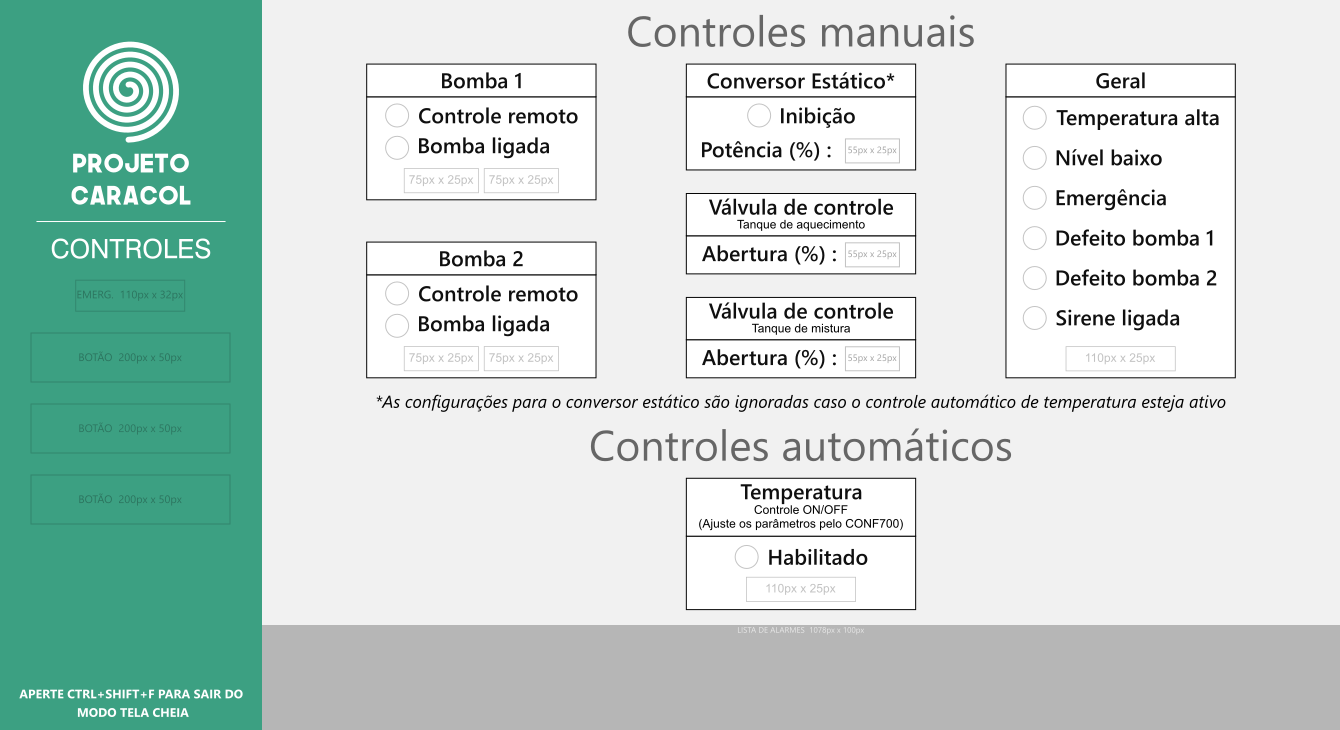 PROJETO
CARACOL
CONTROLES
EMERG. 110px x 32px
BOTÃO 200px x 50px
BOTÃO 200px x 50px
BOTÃO 200px x 50px
APERTE CTRL+SHIFT+F PARA SAIR DO
MODO TELA CHEIA
Controles manuais
Bomba 1
Controle remoto
Bomba ligada
75px x 25px 75px x 25px
Bomba 2
Controle remoto
Bomba ligada
75px x 25px 75px x 25px
Conversor Estático*
Inibição
Potência (%) : 55px x 25px
Válvula de controle
Tanque de aquecimento
Abertura (%) : 55px x 25px
Válvula de controle
Tanque de mistura
Abertura (%) : 55px x 25px
Geral
Temperatura alta
Nível baixo
Emergência
Defeito bomba 1
Defeito bomba 2
Sirene ligada
110px x 25px
*As configurações para o conversor estático são ignoradas caso o controle automático de temperatura esteja ativo
Controles automáticos
Temperatura
Controle ON/OFF
(Ajuste os parâmetros pelo CONF700)
Habilitado
110px x 25px
LISTA DE ALARMES 1078px x 100px